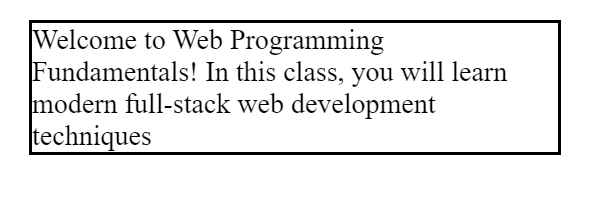 Welcome to Web Programming
Fundamentals! In this class, you will learn
modern full-stack web development
techniques